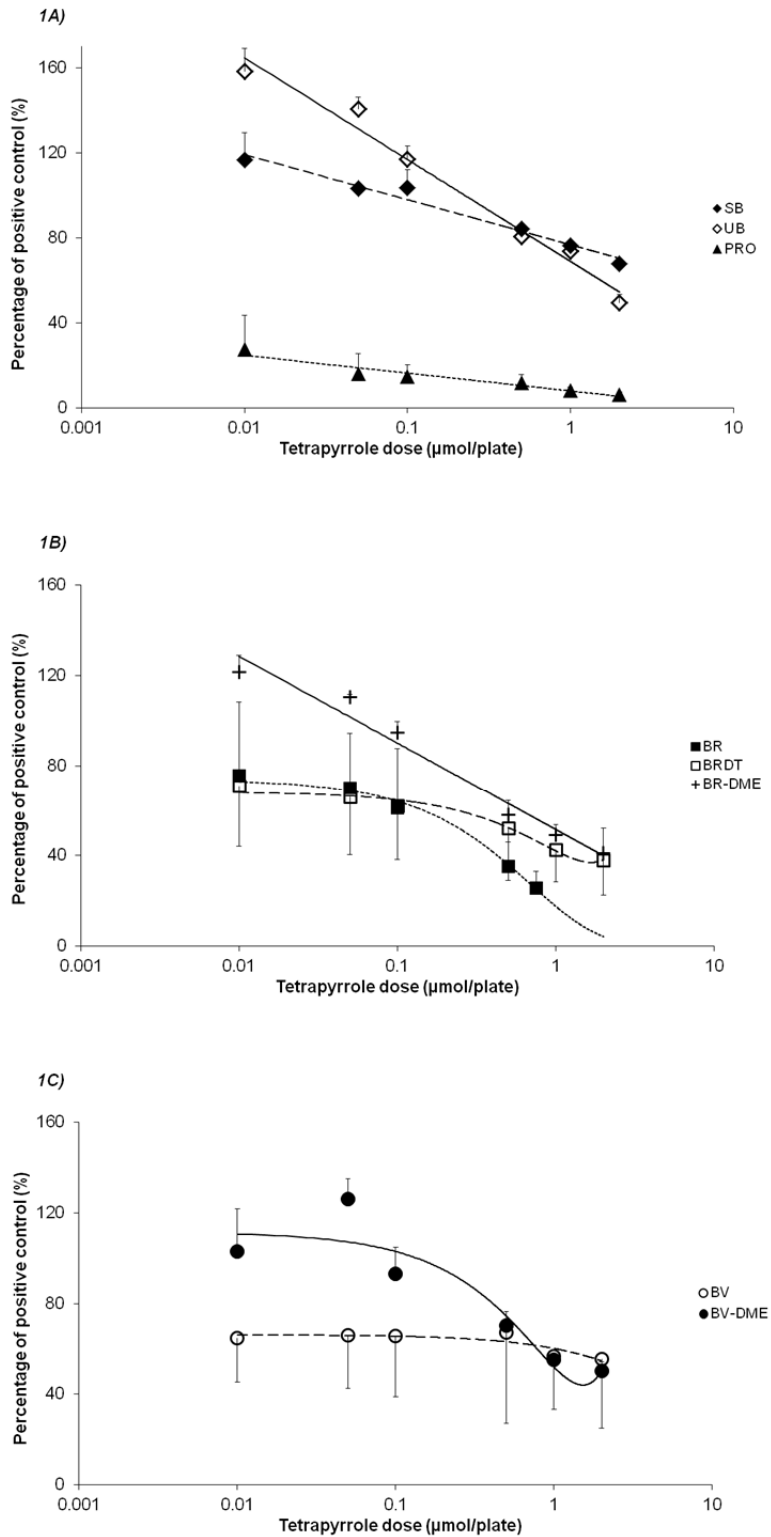 1A)
Percentage of positive control (%)
160
120
80
40
0
0.001
0.01
0.1
1
10
Tetrapyrrole dose (µmol/plate)
SB
UB
PRO
1B)
Percentage of positive control (%)
160
120
80
40
0
0.001
0.01
0.1
1
10
Tetrapyrrole dose (µmol/plate)
BR
BRDT
BR-DME
1C)
Percentage of positive control (%)
160
120
80
40
0
0.001
0.01
0.1
1
10
Tetrapyrrole dose (µmol/plate)
BV
BV-DME